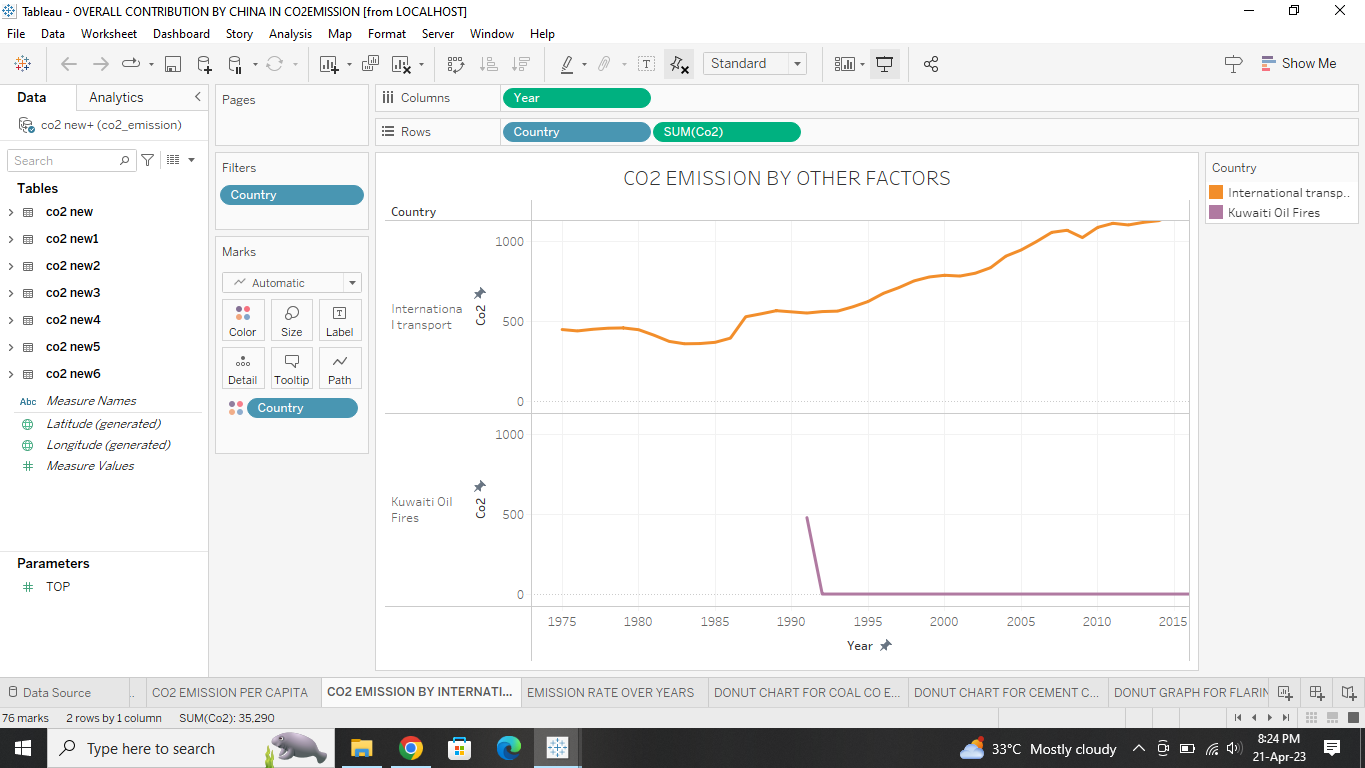 Tableau - OVERALL CONTRIBUTION BY CHINA IN CO2EMISSION [from LOCALHOST]
File Data Worksheet Dashboard Story Analysis Map Format Server Window Help
Standard
Show Me
Data Analytics
co2 new+ (co2_emission)
Search
Tables
co2 new
co2 new1
co2 new2
co2 new3
co2 new4
co2 new5
co2 new6
Abc Measure Names
Latitude (generated)
Longitude (generated)
# Measure Values
Parameters
# TOP
Pages
Filters
Country
Marks
Automatic
Color Size Label
Detail Tooltip Path
Country
Columns Year
Rows Country SUM(Co2)
CO2 EMISSION BY OTHER FACTORS
Country
Internationa
l transport
Co2
1000
500
0
Kuwaiti Oil
Fires
Co2
1000
500
0
1975 1980 1985 1990 1995 2000 2005 2010 2015
Year
Country
International transp..
Kuwaiti Oil Fires
Data Source .. CO2 EMISSION PER CAPITA CO2 EMISSION BY INTERNATI... EMISSION RATE OVER YEARS DONUT CHART FOR COAL CO E... DONUT CHART FOR CEMENT C... DONUT GRAPH FOR FLARIN
76 marks 2 rows by 1 column SUM(Co2): 35,290
Type here to search
33°C Mostly cloudy
8:24 PM
21-Apr-23